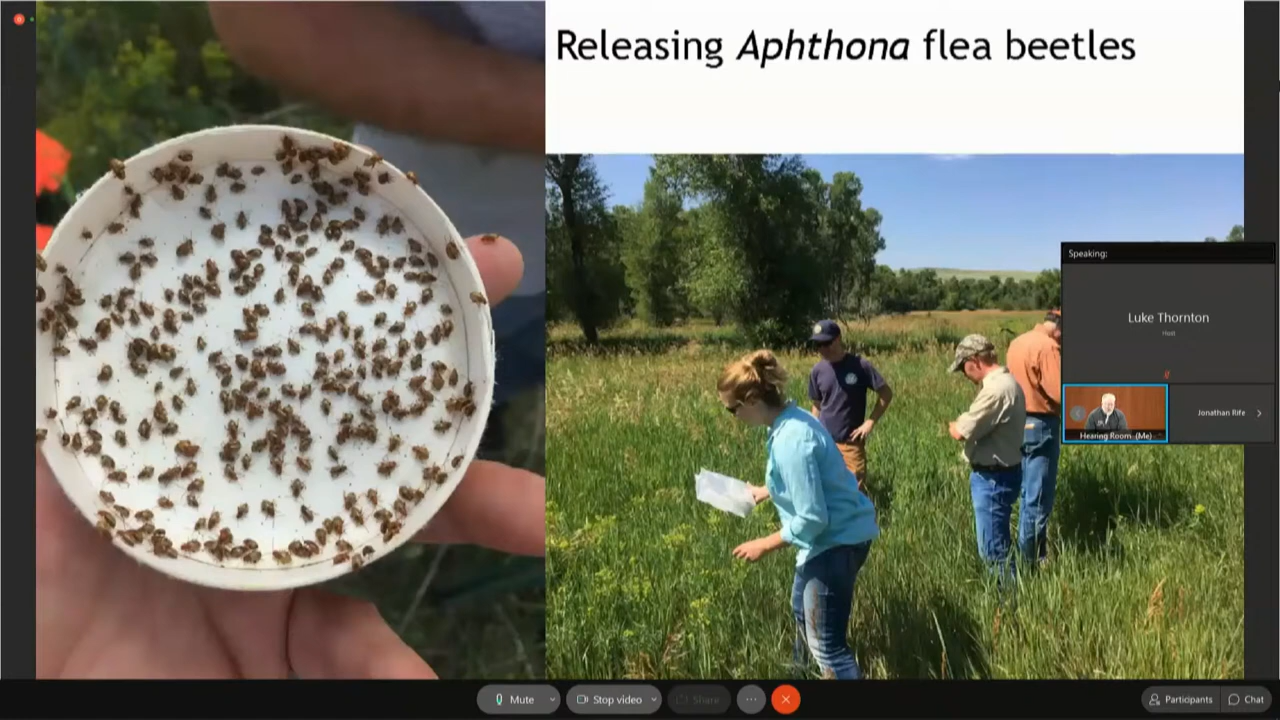 Releasing Aphthona flea beetles
Speaking:
Luke Thornton
Host
Hearing Room (Me)
Jonathan Rife
Mute
Stop video
Share
Participants
Chat